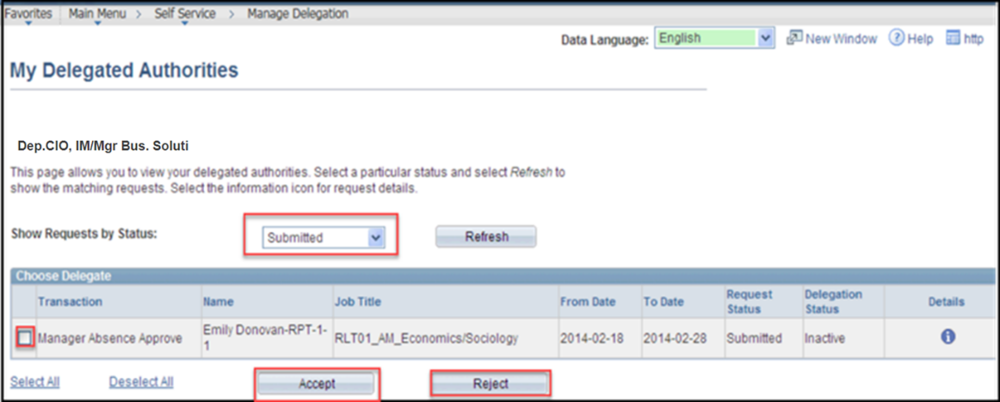 Favorites Main Menu > Self Service > Manage Delegation
Data Language: English New Window Help http
My Delegated Authorities
Dep.CIO, IM/Mgr Bus. Soluti
This page allows you to view your delegated authorities. Select a particular status and select Refresh to
show the matching requests. Select the information icon for request details.
Show Requests by Status: Submitted Refresh
Choose Delegate
Transaction Name Job Title From Date To Date Request Status Delegation Status Details
Manager Absence Approve Emily Donovan-RPT-1-1 RLT01_AM_Economics/Sociology 2014-02-18 2014-02-28 Submitted Inactive
Select All Deselect All Accept Reject